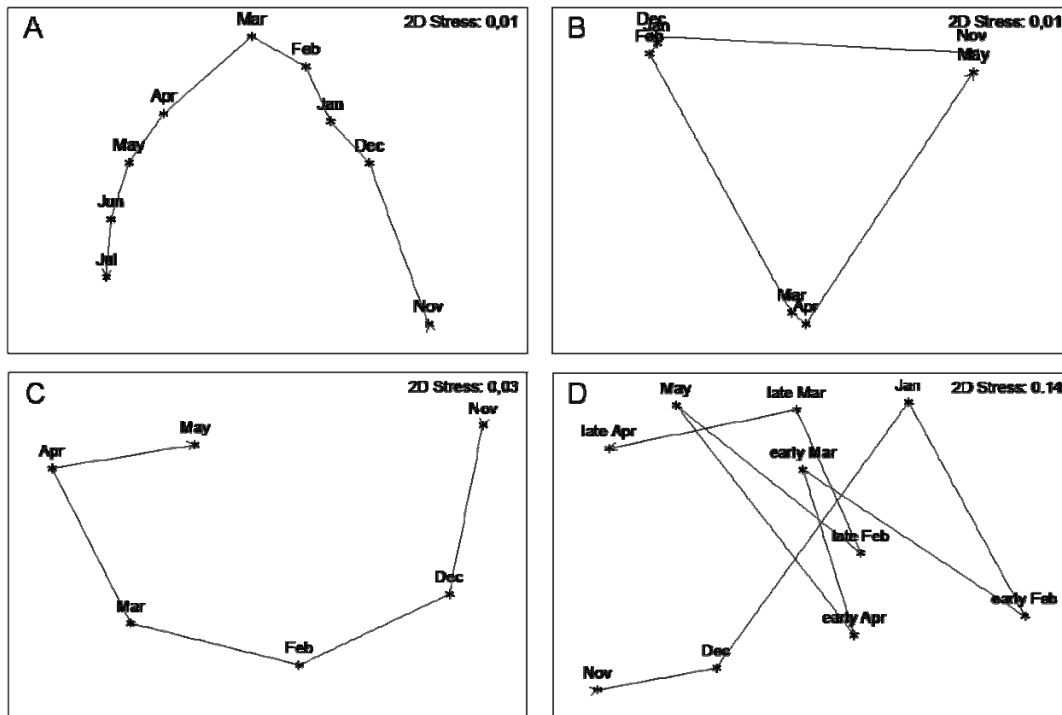 A
2D Stress: 0,01
Mar
Feb
Apr
Jan
May
Dec
Jun
Jul
Nov
B
2D Stress: 0,01
Dec
Jan
Feb
Nov
May
Mar
Apr
C
2D Stress: 0,03
Nov
May
Apr
Dec
Mar
Feb
D
2D Stress: 0.14
May
late Mar
Jan
late Apr
early Mar
late Feb
early Feb
early Apr
Dec
Nov